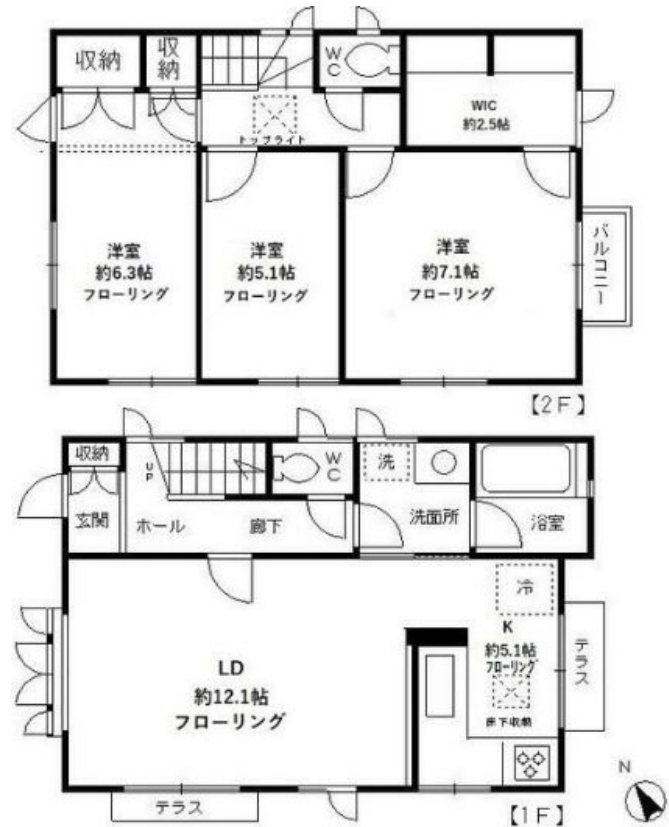 収納
収納
WC
WIC
約2.5帖
トップライト
洋室
約6.3帖
フローリング
洋室
約5.1帖
フローリング
洋室
約7.1帖
フローリング
バルコニー
【2F】
収納
UP
WC
洗
玄関
ホール
廊下
洗面所
浴室
冷
K
約5.1帖
フローリング
床下収納
LD
約12.1帖
フローリング
テラス
テラス
N
【1F】